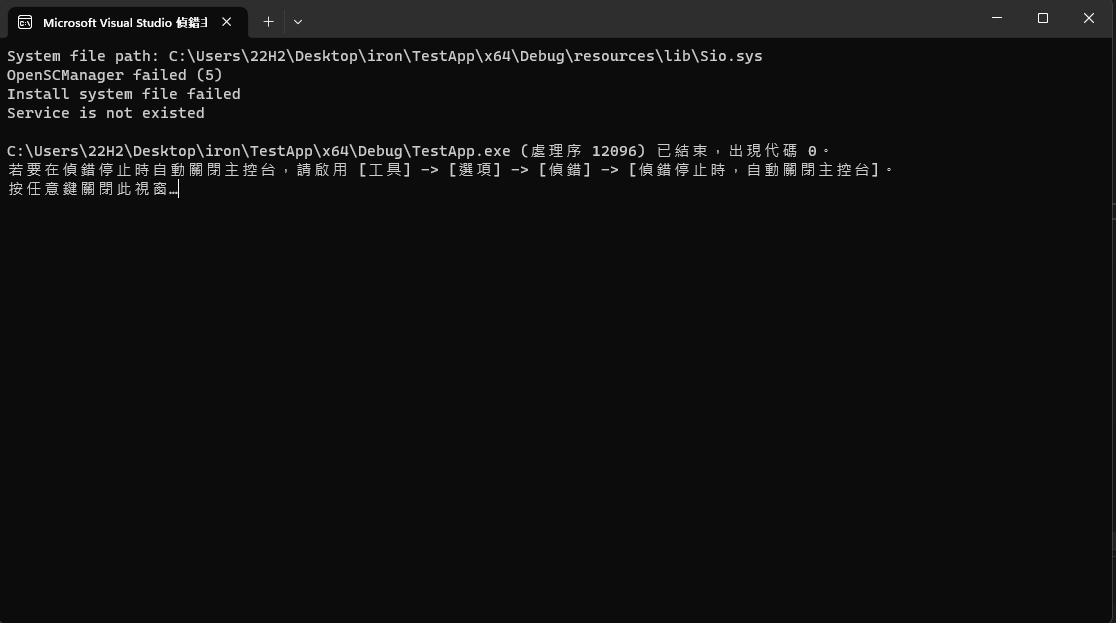 Microsoft Visual Studio 偵錯主
System file path: C:\Users\22H2\Desktop\iron\TestApp\x64\Debug\resources\lib\Sio.sys
OpenSCManager failed (5)
Install system file failed
Service is not existed
C:\Users\22H2\Desktop\iron\TestApp\x64\Debug\TestApp.exe (處理序 12096) 已結束，出現代碼 0。
若要在偵錯停止時自動關閉主控台，請啟用 [工具] -> [選項] -> [偵錯] -> [偵錯停止時，自動關閉主控台]。
按任意鍵關閉此視窗…